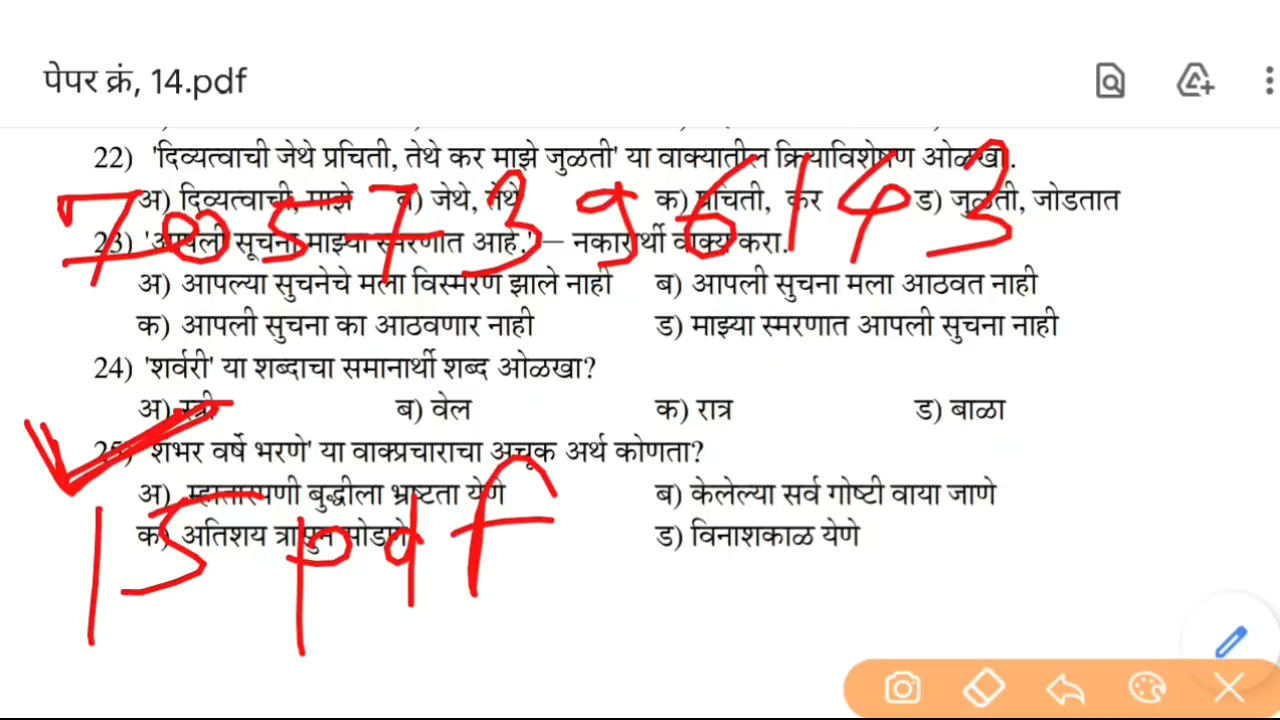 पेपर क्रं, 14.pdf
22) 'दिव्यत्वाची जेथे प्रचिती, तेथे कर माझे जुळती' या वाक्यातील क्रियाविशेषण ओळखा.
अ) दिव्यत्वाची, माझे ब) जेथे, तेथे क) प्रचिती, कर ड) जुळती, जोडतात
7057396143
23) 'आपली सूचना माझ्या स्मरणात आहे.' – नकारार्थी वाक्य करा.
अ) आपल्या सुचनेचे मला विस्मरण झाले नाही ब) आपली सुचना मला आठवत नाही
क) आपली सुचना का आठवणार नाही ड) माझ्या स्मरणात आपली सुचना नाही
24) 'शर्वरी' या शब्दाचा समानार्थी शब्द ओळखा?
अ) स्त्री ब) वेल क) रात्र ड) बाळा
25) 'शंभर वर्षे भरणे' या वाक्प्रचाराचा अचूक अर्थ कोणता?
अ) म्हातारपणी बुद्धीला भ्रष्टता येणे ब) केलेल्या सर्व गोष्टी वाया जाणे
क) अतिशय त्रासुन सोडणे ड) विनाशकाळ येणे
15 pdf